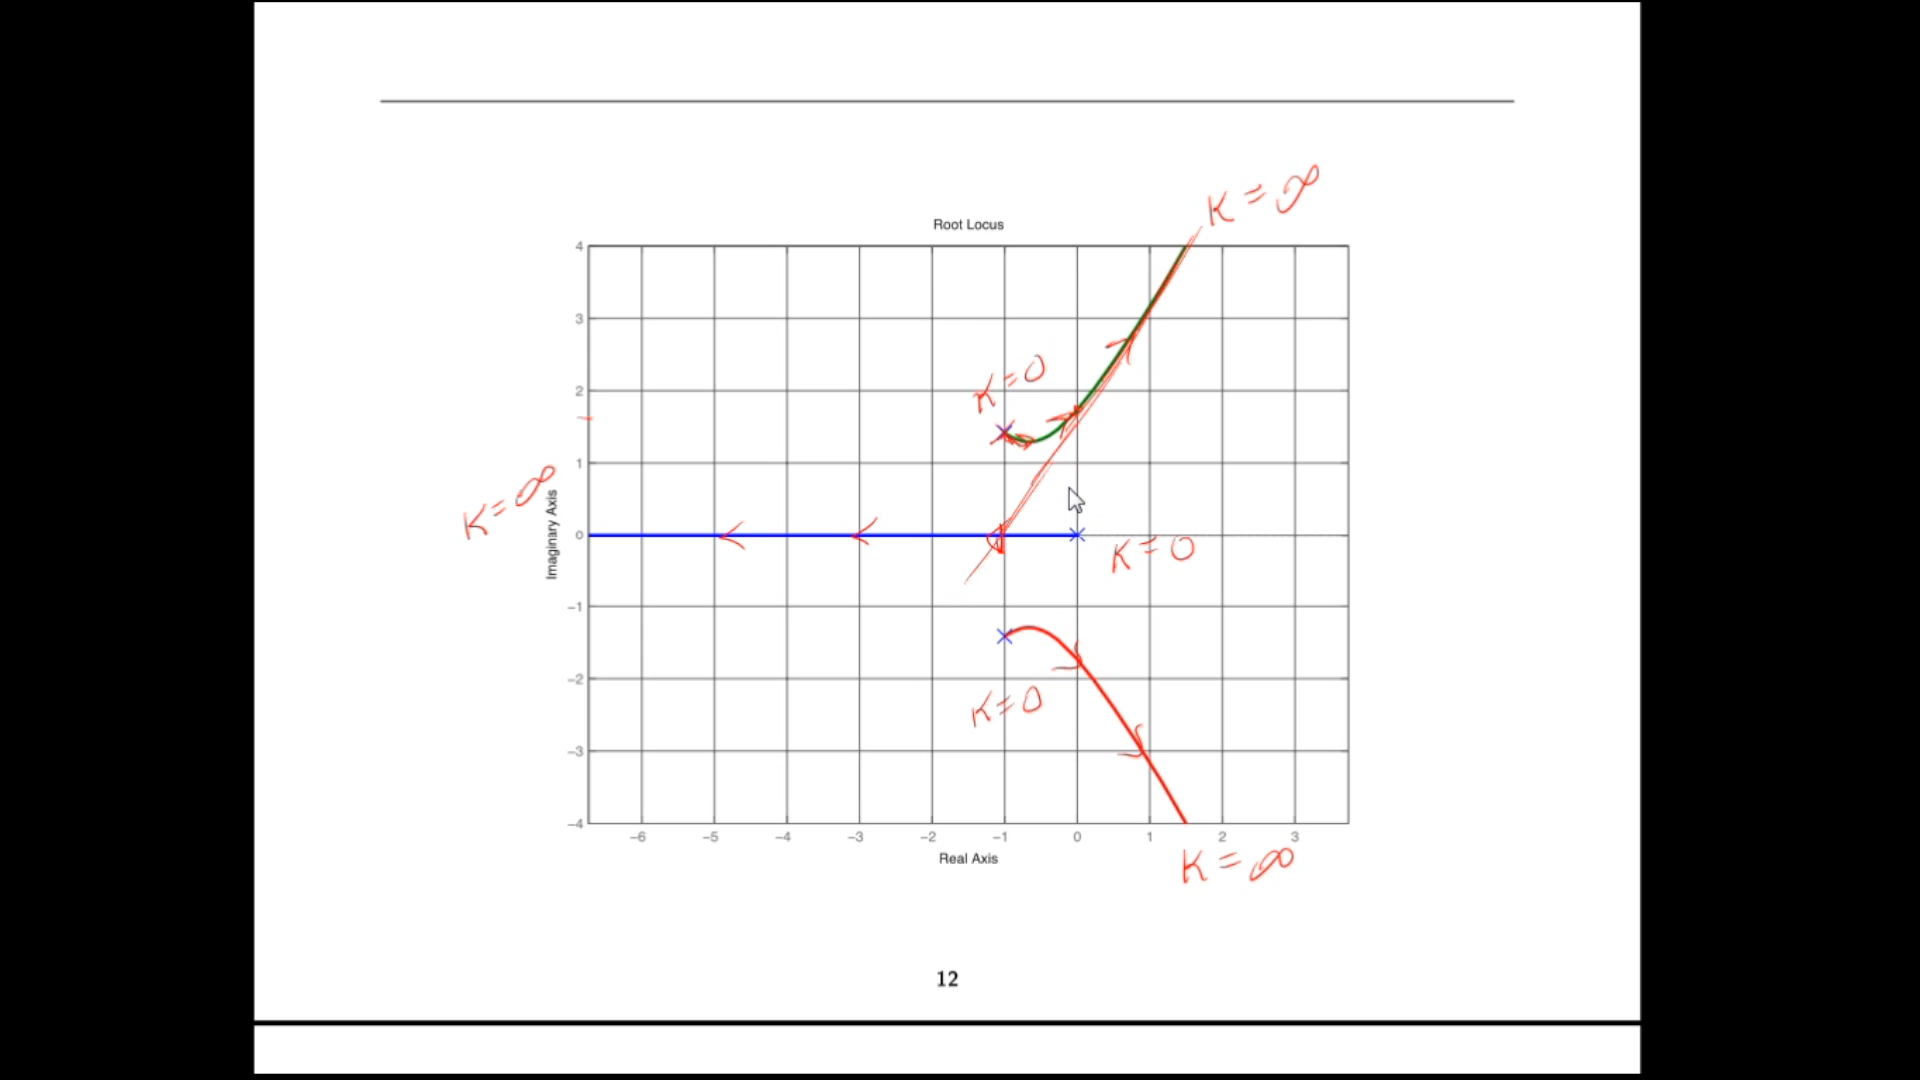 K = ∞
Root Locus
4
3
2
1
0
−1
−2
−3
−4
Imaginary Axis
K=0
K=∞
K=0
K=0
−6 −5 −4 −3 −2 −1 0 1 2 3
Real Axis
K = ∞
12